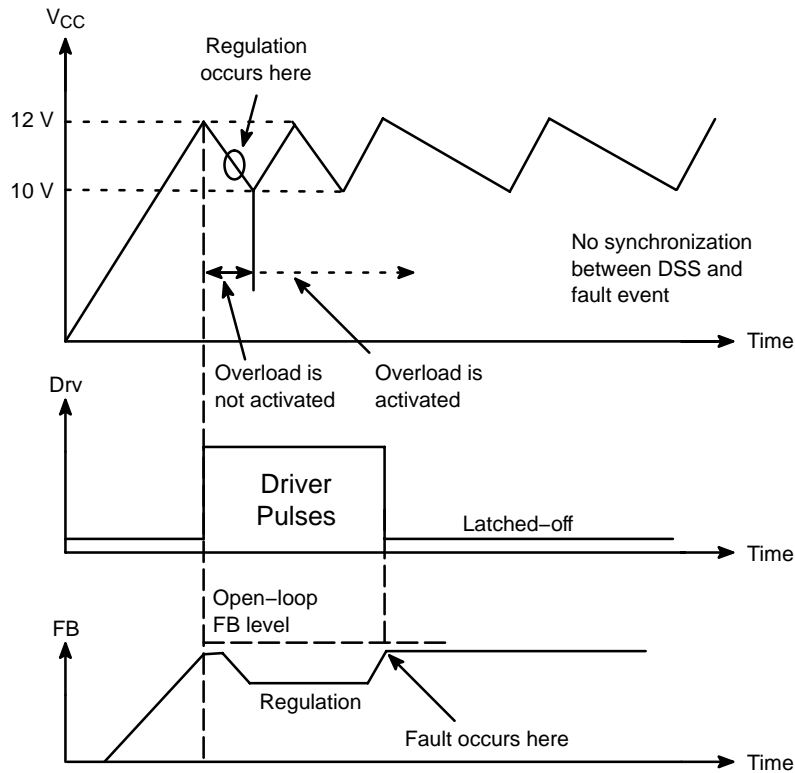 V_CC
Regulation
occurs here
12 V
10 V
No synchronization
between DSS and
fault event
Time
Overload is
not activated
Overload is
activated
Drv
Driver
Pulses
Latched−off
Time
Open−loop
FB level
FB
Regulation
Fault occurs here
Time